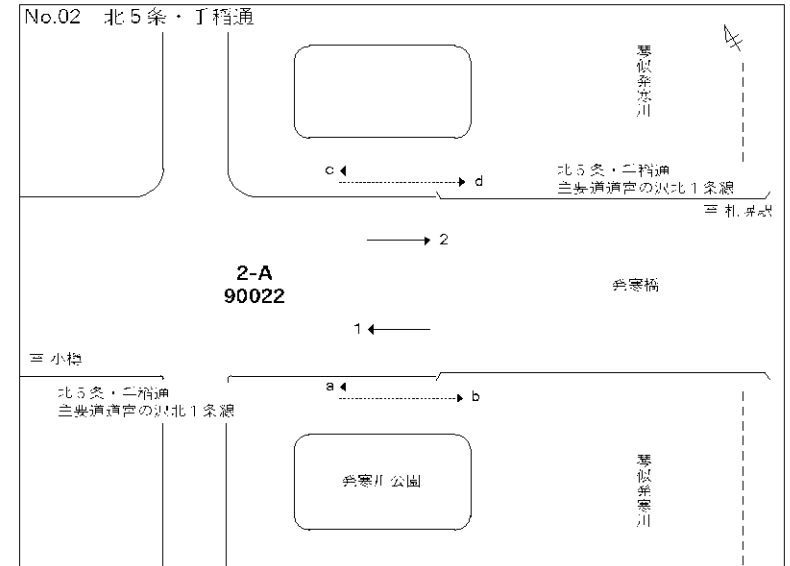 No.02 北5条・手稲通
琴似発寒川
c
d
北5条・手稲通
主要道道宮の沢北1条線
至 札幌駅
2
2-A
90022
発寒橋
1
至 小樽
a
b
北5条・手稲通
主要道道宮の沢北1条線
発寒川公園
琴似発寒川